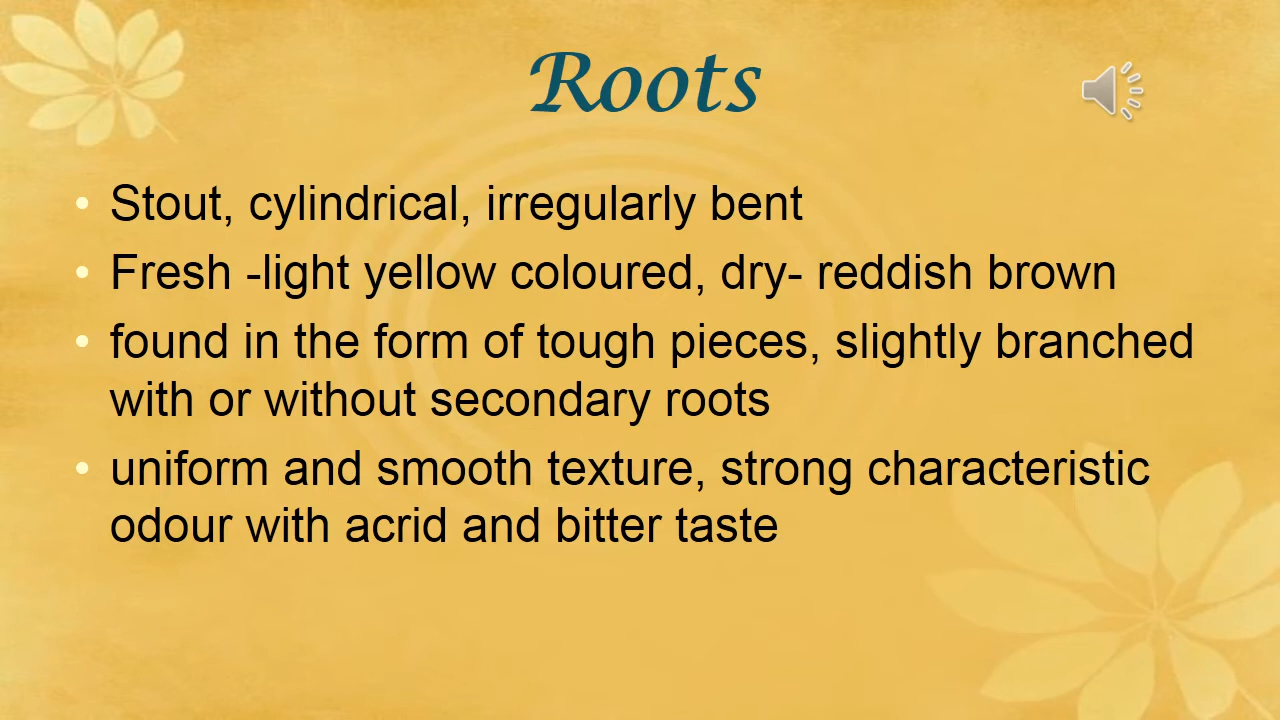 Roots
• Stout, cylindrical, irregularly bent
• Fresh -light yellow coloured, dry- reddish brown
• found in the form of tough pieces, slightly branched
with or without secondary roots
• uniform and smooth texture, strong characteristic
odour with acrid and bitter taste